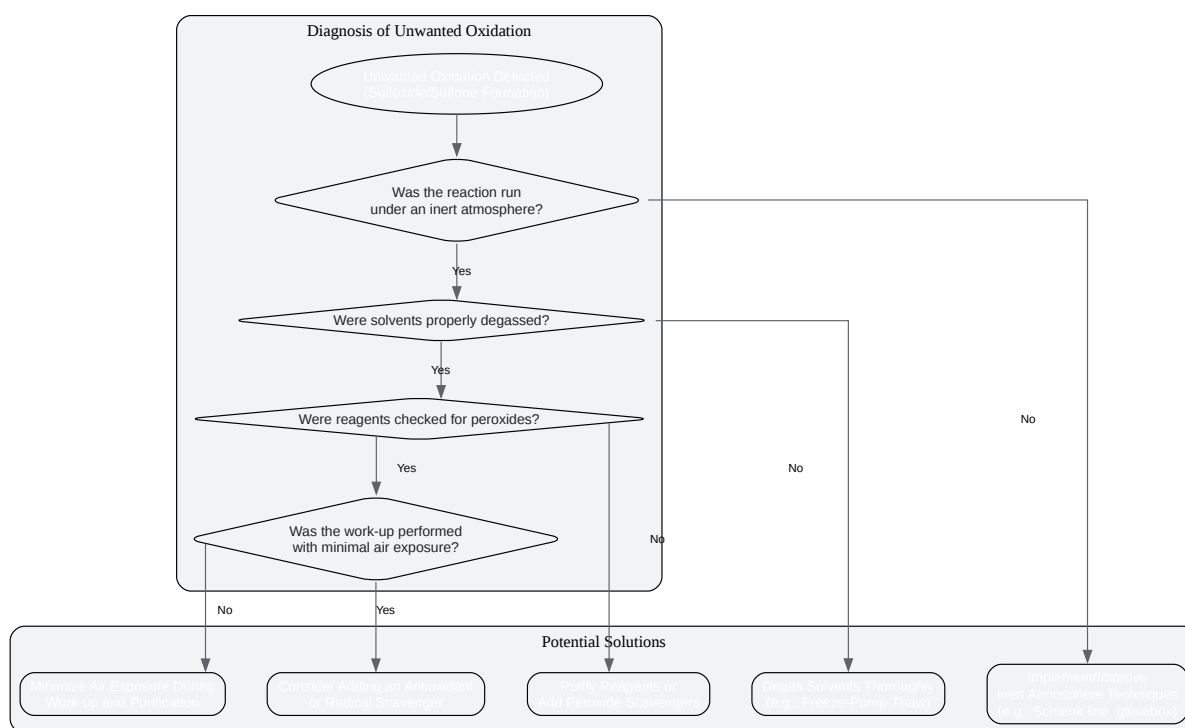 Diagnosis of Unwanted Oxidation
Unwanted Oxidation Detected
(Sulfoxide/Sulfone Formation)
Was the reaction run
under an inert atmosphere?
Yes
Were solvents properly degassed?
Yes
Were reagents checked for peroxides?
No
Yes
No
Was the work-up performed
with minimal air exposure?
No
No
Yes
Potential Solutions
Minimize Air Exposure During
Work-up and Purification
Consider Adding an Antioxidant
or Radical Scavenger
Purify Reagents or
Add Peroxide Scavengers
Degas Solvents Thoroughly
(e.g., Freeze-Pump-Thaw)
Implement/Improve
Inert Atmosphere Techniques
(e.g., Schlenk line, glovebox)